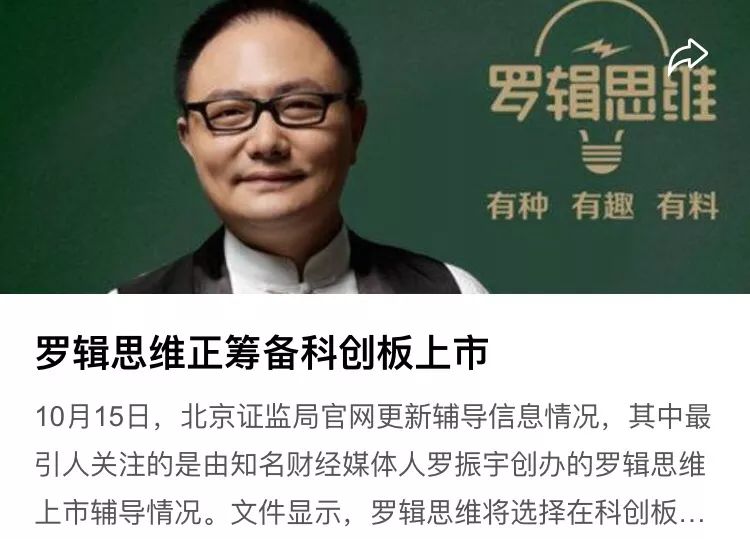 罗辑思维
有种 有趣 有料
罗辑思维正筹备科创板上市
10月15日，北京证监局官网更新辅导信息情况，其中最
引人关注的是由知名财经媒体人罗振宇创办的罗辑思维
上市辅导情况。文件显示，罗辑思维将选择在科创板…